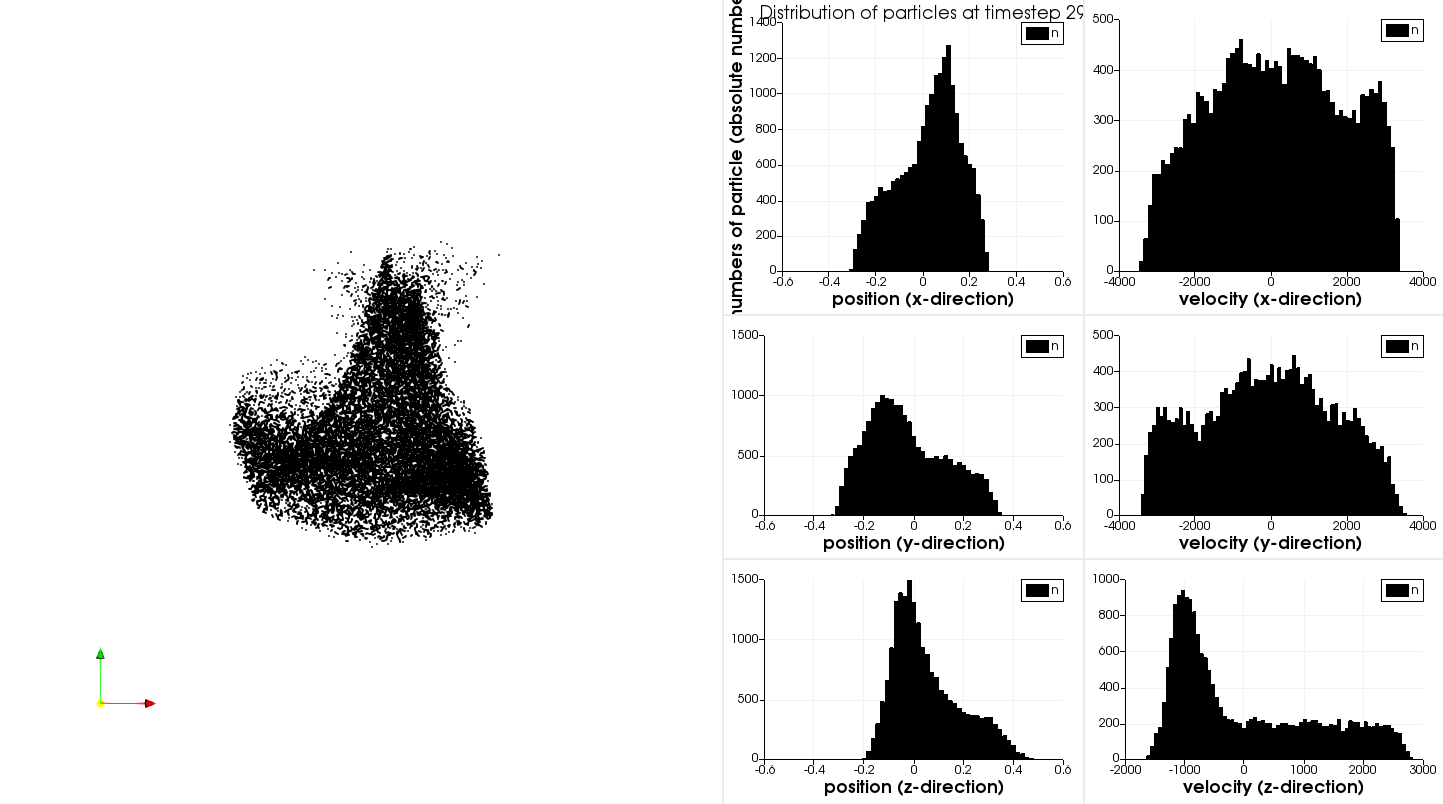 Distribution of particles at timestep 29
numbers of particle (absolute numbe
1400
1200
1000
800
600
400
200
0
-0.6 -0.4 -0.2 0 0.2 0.4 0.6
position (x-direction)
n
500
400
300
200
100
0
-4000 -2000 0 2000 4000
velocity (x-direction)
n
1500
1000
500
0
-0.6 -0.4 -0.2 0 0.2 0.4 0.6
position (y-direction)
n
500
400
300
200
100
0
-4000 -2000 0 2000 4000
velocity (y-direction)
n
1500
1000
500
0
-0.6 -0.4 -0.2 0 0.2 0.4 0.6
position (z-direction)
n
1000
800
600
400
200
0
-2000 -1000 0 1000 2000 3000
velocity (z-direction)
n